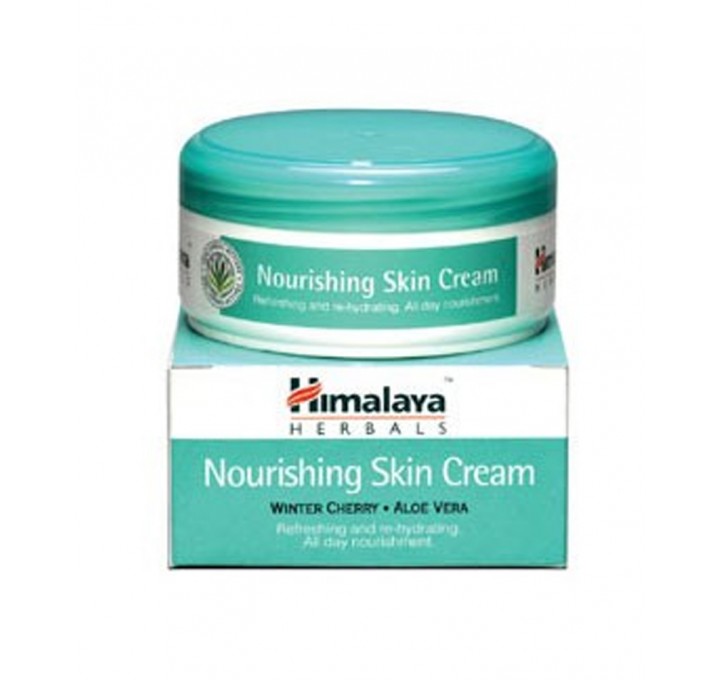 Nourishing Skin Cream
Refreshing and re-hydrating. All day nourishment.
Himalaya™
HERBALS
Nourishing Skin Cream
WINTER CHERRY • ALOE VERA
Refreshing and re-hydrating.
All day nourishment.